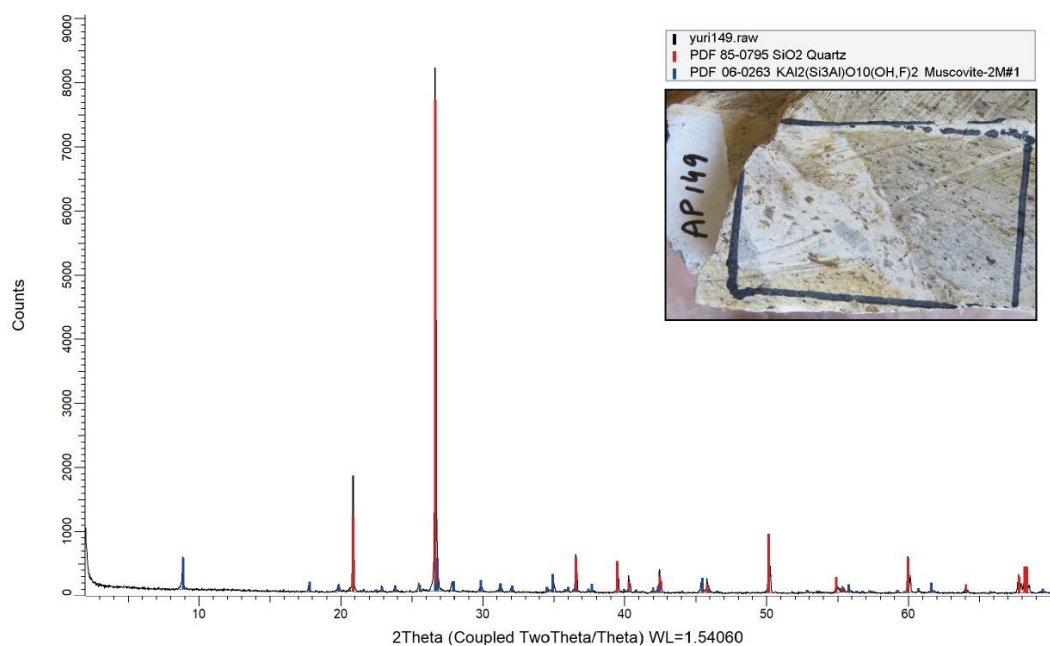 9000
8000
7000
6000
5000
4000
3000
2000
1000
0
Counts
yuri149.raw
PDF 85-0795 SiO2 Quartz
PDF 06-0263 KAl2(Si3Al)O10(OH,F)2 Muscovite-2M#1
AP149
10 20 30 40 50 60
2Theta (Coupled TwoTheta/Theta) WL=1.54060